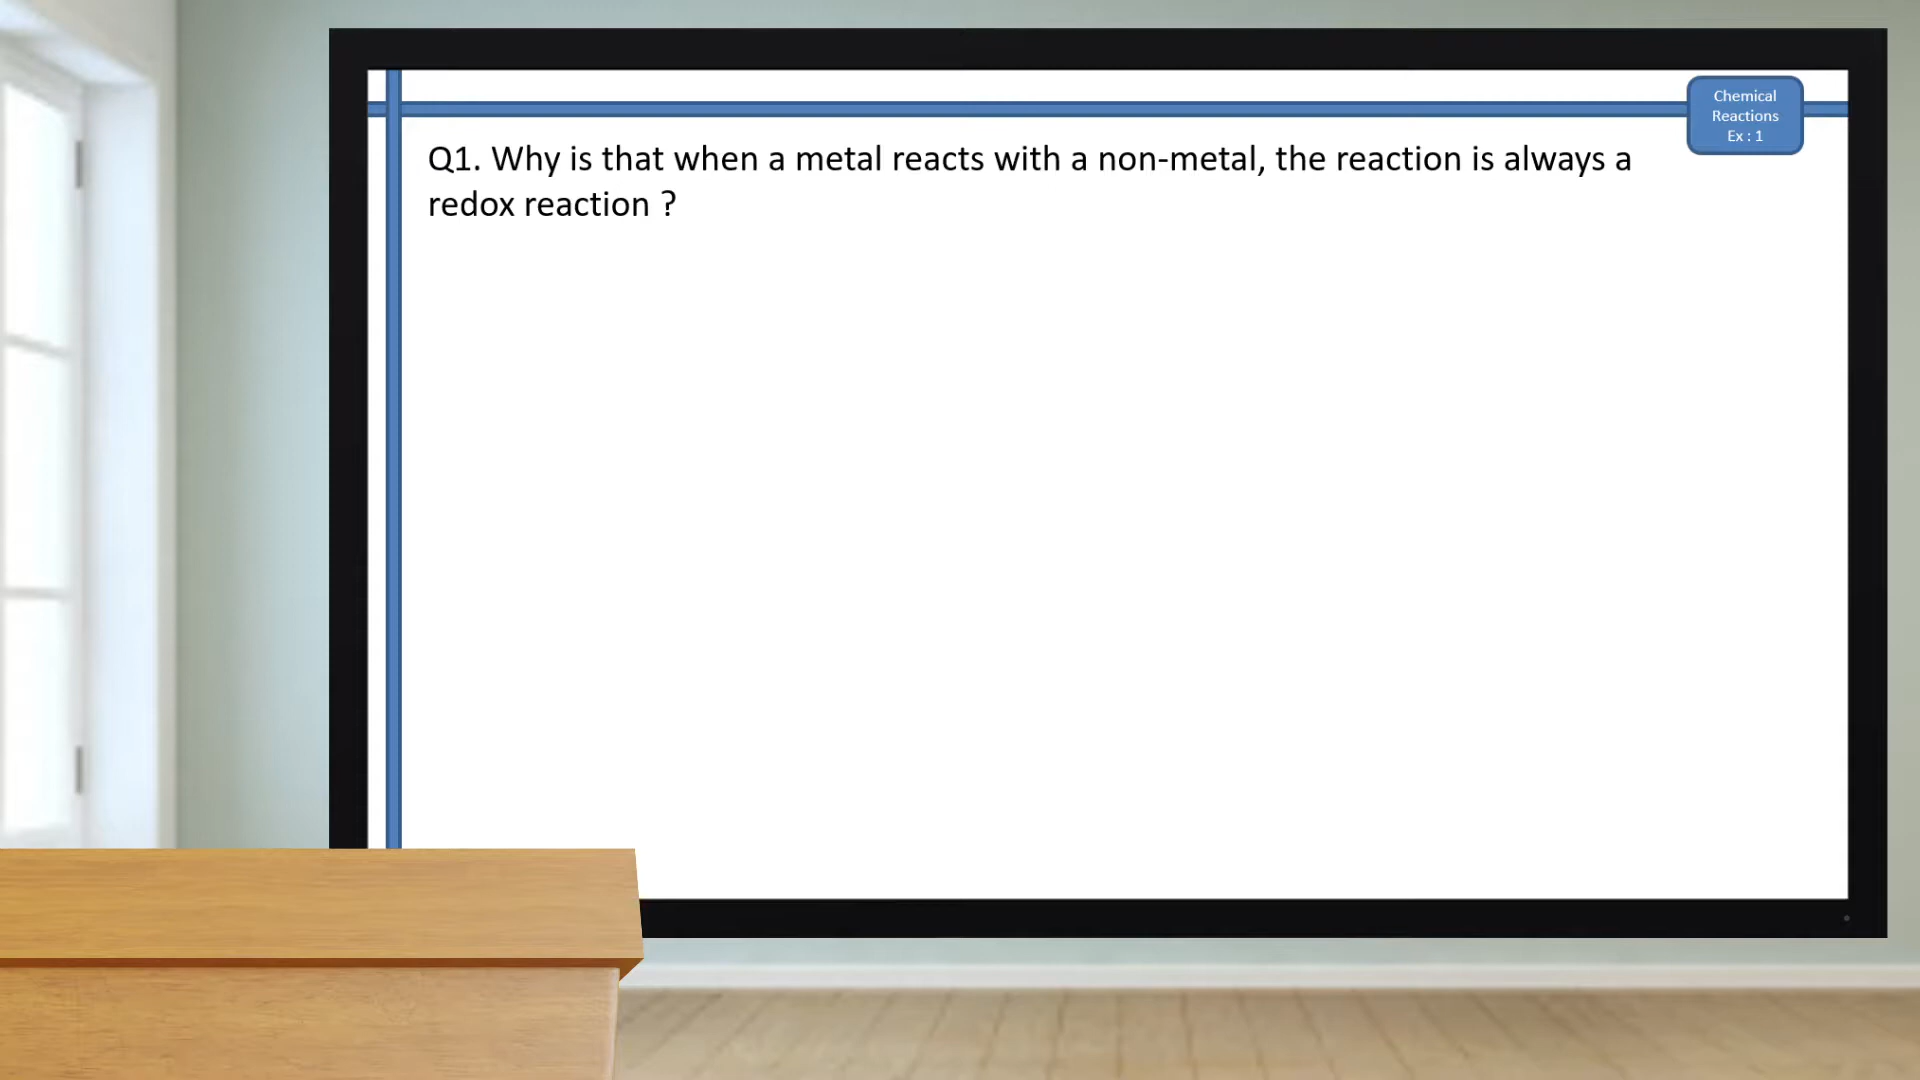 Chemical
Reactions
Ex : 1
Q1. Why is that when a metal reacts with a non-metal, the reaction is always a
redox reaction ?